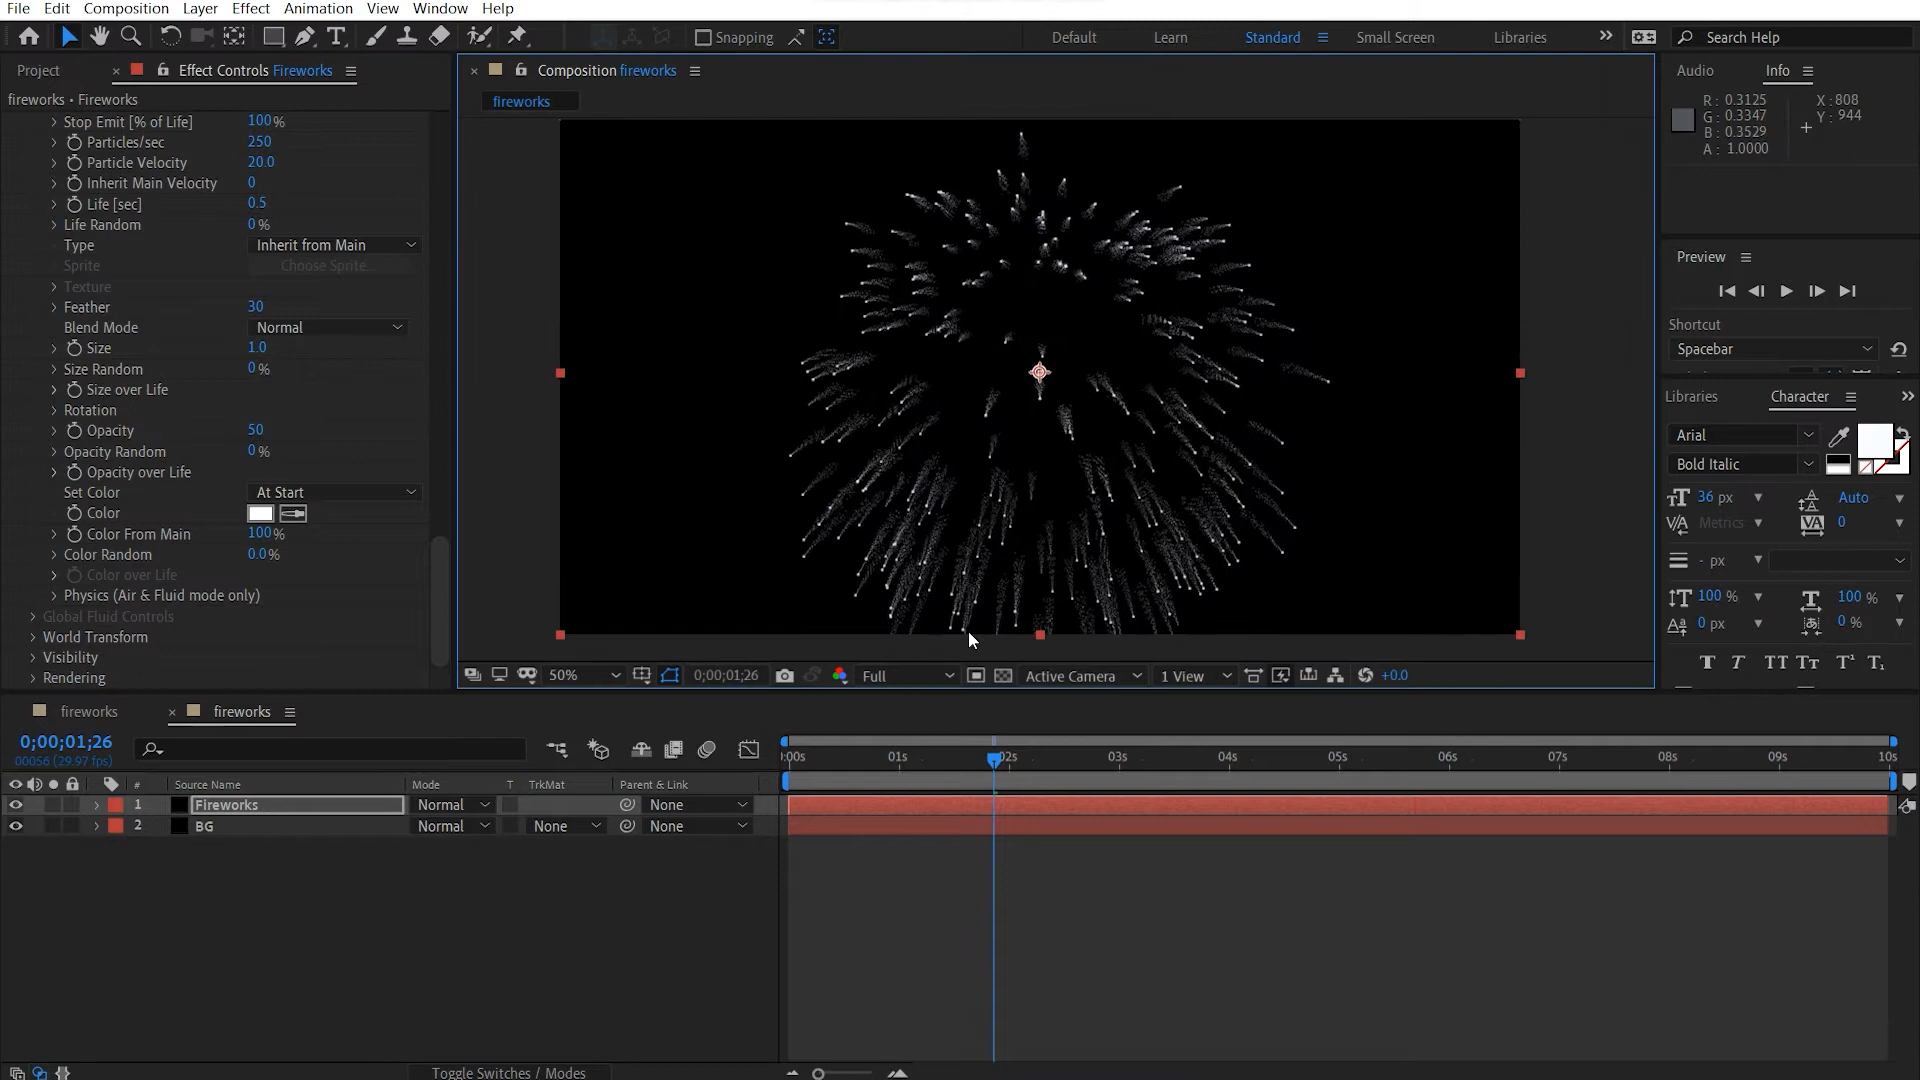 File Edit Composition Layer Effect Animation View Window Help
Snapping Default Learn Standard Small Screen Libraries Search Help
Project Effect Controls Fireworks
fireworks • Fireworks
Stop Emit [% of Life] 100%
Particles/sec 250
Particle Velocity 20.0
Inherit Main Velocity 0
Life [sec] 0.5
Life Random 0%
Type Inherit from Main
Sprite Choose Sprite...
Texture
Feather 30
Blend Mode Normal
Size 1.0
Size Random 0%
Size over Life
Rotation
Opacity 50
Opacity Random 0%
Opacity over Life
Set Color At Start
Color
Color From Main 100%
Color Random 0.0%
Color over Life
Physics (Air & Fluid mode only)
Global Fluid Controls
World Transform
Visibility
Rendering
Composition fireworks
fireworks
50% 0;00;01;26 Full Active Camera 1 View +0.0
Audio Info
R: 0.3125 X: 808
G: 0.3347 Y: 944
B: 0.3529
A: 1.0000
Preview
Shortcut
Spacebar
Libraries Character
Arial
Bold Italic
36 px Auto
Metrics 0
- px
100 % 100 %
0 px 0 %
T T TT Tt T¹ T₁
fireworks fireworks
0;00;01;26
00056 (29.97 fps)
:00s 01s 02s 03s 04s 05s 06s 07s 08s 09s 10s
# Source Name Mode T TrkMat Parent & Link
1 Fireworks Normal None
2 BG Normal None None
Toggle Switches / Modes